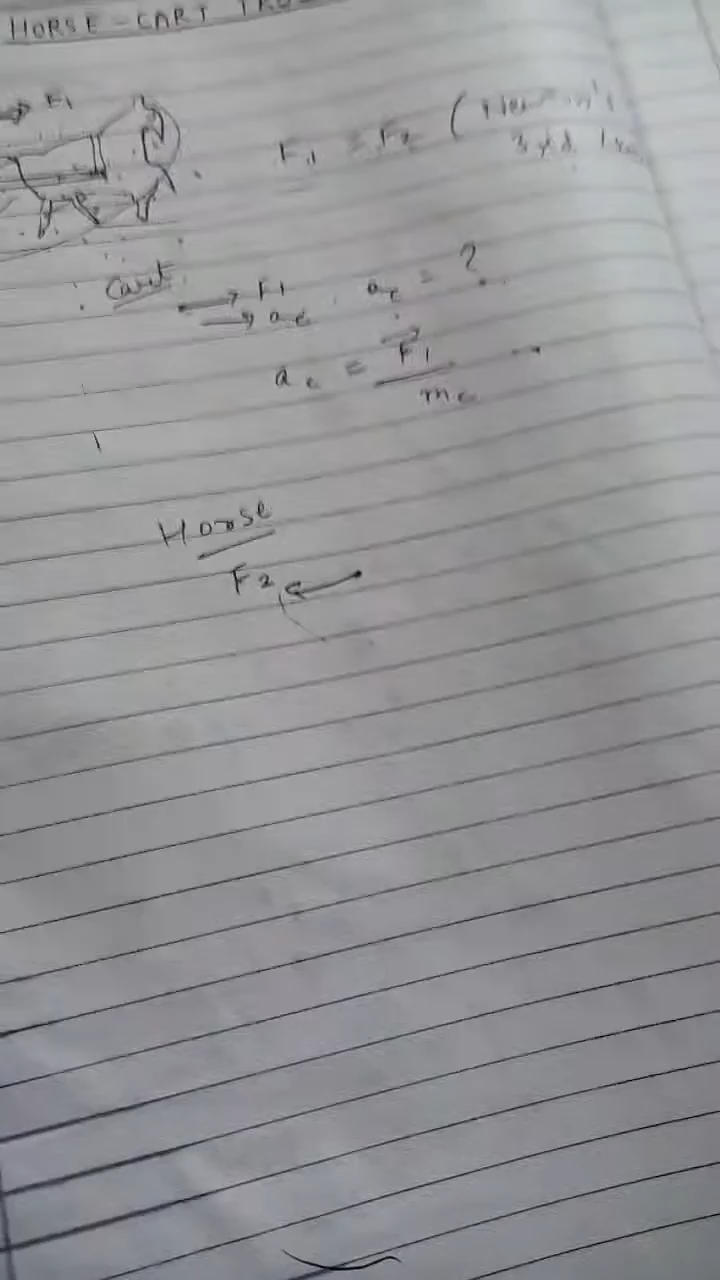 HORSE - CART
F1
F1 = F2 (Newton's
3rd law
Cart
F1
ac
ac = ?
ac = F1
mc
Horse
F2